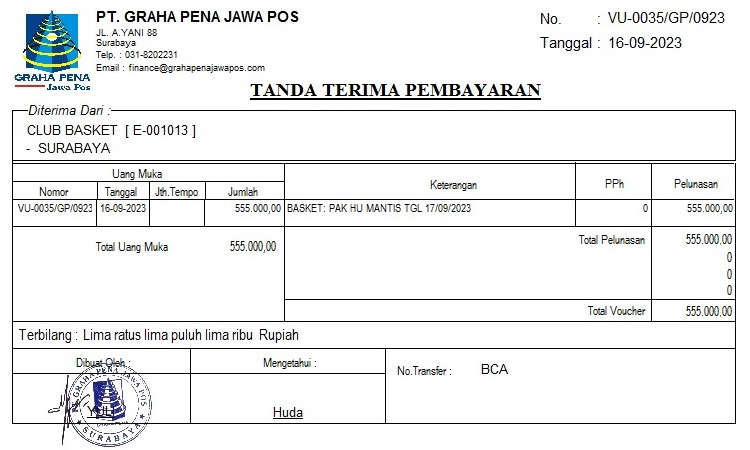 PT. GRAHA PENA JAWA POS
JL. A.YANI 88
Surabaya
Telp. : 031-8202231
Email : finance@grahapenajawapos.com
GRAHA PENA
Jawa Pos
No. : VU-0035/GP/0923
Tanggal : 16-09-2023
TANDA TERIMA PEMBAYARAN
Diterima Dari :
CLUB BASKET [ E-001013 ]
- SURABAYA
Uang Muka
Nomor Tanggal Jth.Tempo Jumlah Keterangan PPh Pelunasan
VU-0035/GP/0923 16-09-2023 555.000,00 BASKET: PAK HU MANTIS TGL 17/09/2023 0 555.000,00
Total Uang Muka 555.000,00 Total Pelunasan 555.000,00
0
0
0
Total Voucher 555.000,00
Terbilang : Lima ratus lima puluh lima ribu Rupiah
Dibuat Oleh : Mengetahui : No.Transfer : BCA
PT. GRAHA PENA JAWA POS
SURABAYA
Huda